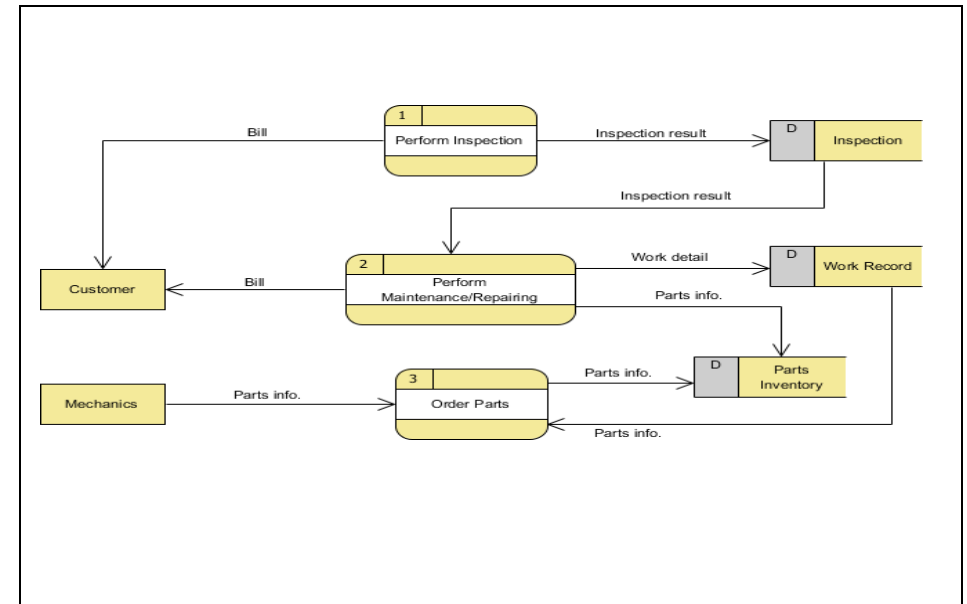 1
Perform Inspection
Bill
Inspection result
D
Inspection
Inspection result
2
Perform
Maintenance/Repairing
Customer
Bill
Work detail
D
Work Record
Parts info.
3
Order Parts
Mechanics
Parts info.
Parts info.
D
Parts
Inventory
Parts info.